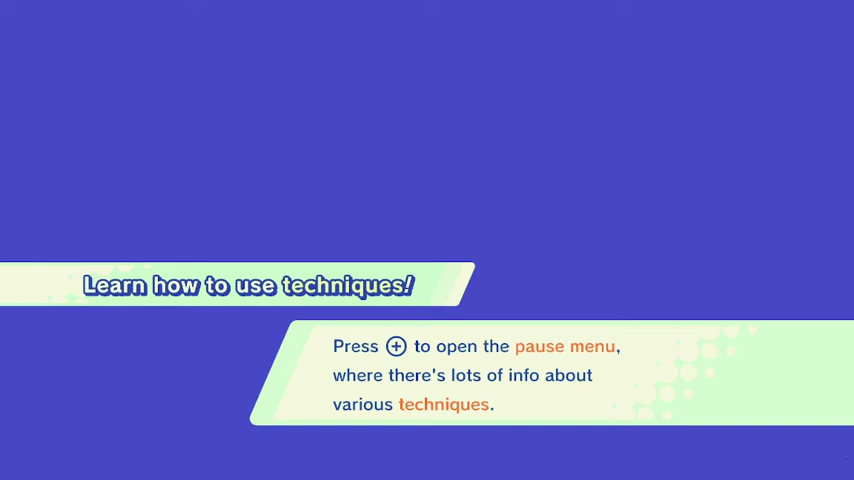 Learn how to use techniques!
Press ⊕ to open the pause menu,
where there's lots of info about
various techniques.